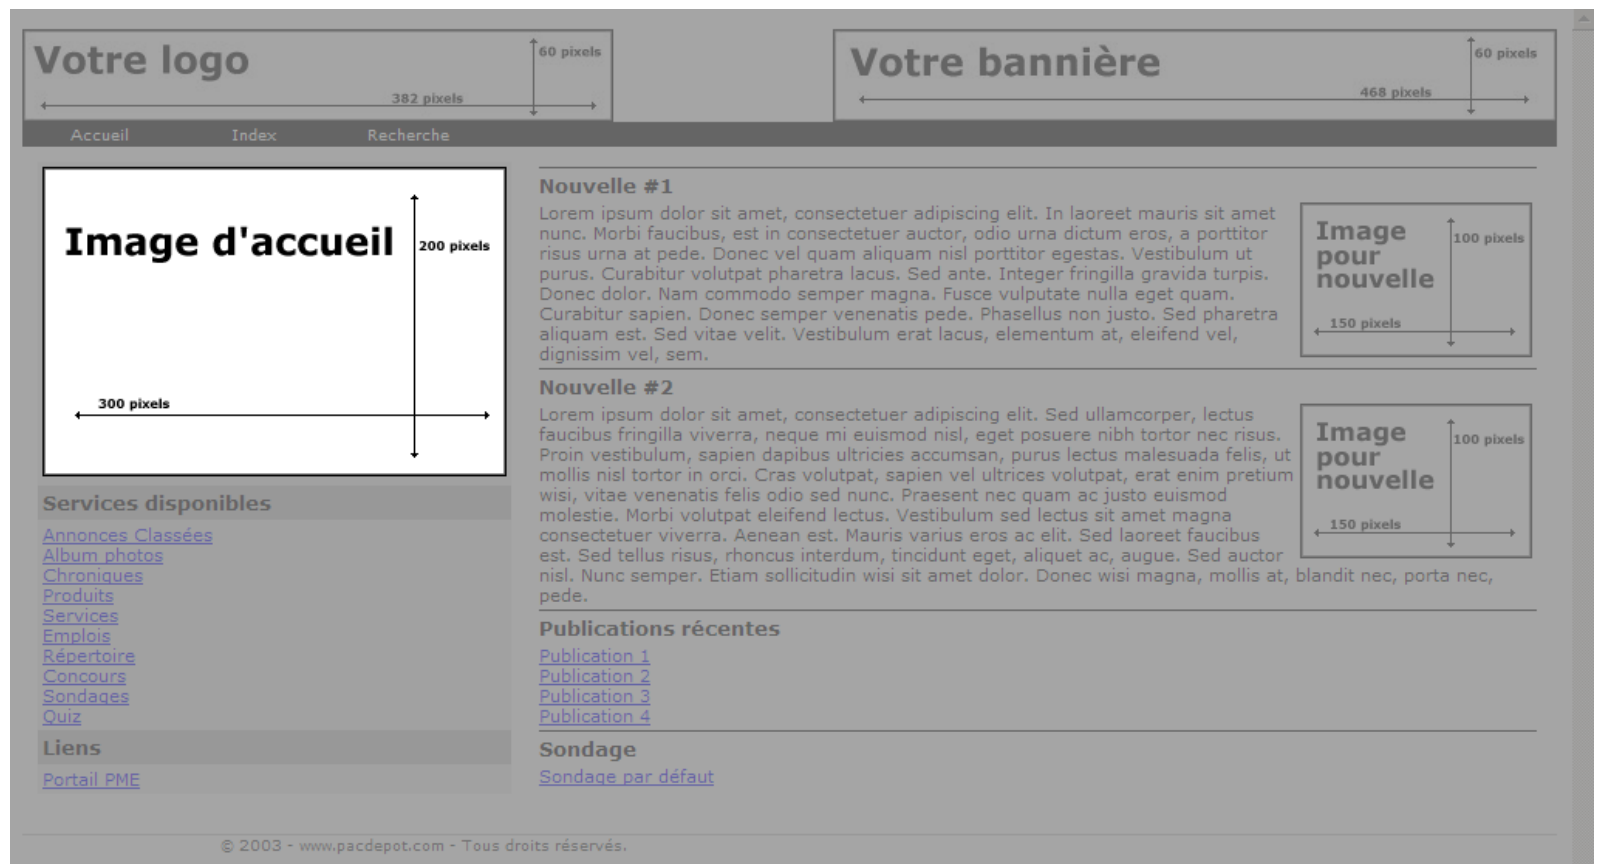 Votre logo
60 pixels
382 pixels
Votre bannière
60 pixels
468 pixels
Accueil Index Recherche
Image d'accueil
200 pixels
300 pixels
Services disponibles
Annonces Classées
Album photos
Chroniques
Produits
Services
Emplois
Répertoire
Concours
Sondages
Quiz
Liens
Portail PME
Nouvelle #1
Lorem ipsum dolor sit amet, consectetuer adipiscing elit. In laoreet mauris sit amet
nunc. Morbi faucibus, est in consectetuer auctor, odio urna dictum eros, a porttitor
risus urna at pede. Donec vel quam aliquam nisl porttitor egestas. Vestibulum ut
purus. Curabitur volutpat pharetra lacus. Sed ante. Integer fringilla gravida turpis.
Donec dolor. Nam commodo semper magna. Fusce vulputate nulla eget quam.
Curabitur sapien. Donec semper venenatis pede. Phasellus non justo. Sed pharetra
aliquam est. Sed vitae velit. Vestibulum erat lacus, elementum at, eleifend vel,
dignissim vel, sem.
Image
pour
nouvelle
100 pixels
150 pixels
Nouvelle #2
Lorem ipsum dolor sit amet, consectetuer adipiscing elit. Sed ullamcorper, lectus
faucibus fringilla viverra, neque mi euismod nisl, eget posuere nibh tortor nec risus.
Proin vestibulum, sapien dapibus ultricies accumsan, purus lectus malesuada felis, ut
mollis nisl tortor in orci. Cras volutpat, sapien vel ultrices volutpat, erat enim pretium
wisi, vitae venenatis felis odio sed nunc. Praesent nec quam ac justo euismod
molestie. Morbi volutpat eleifend lectus. Vestibulum sed lectus sit amet magna
consectetuer viverra. Aenean est. Mauris varius eros ac elit. Sed laoreet faucibus
est. Sed tellus risus, rhoncus interdum, tincidunt eget, aliquet ac, augue. Sed auctor
nisl. Nunc semper. Etiam sollicitudin wisi sit amet dolor. Donec wisi magna, mollis at, blandit nec, porta nec,
pede.
Image
pour
nouvelle
100 pixels
150 pixels
Publications récentes
Publication 1
Publication 2
Publication 3
Publication 4
Sondage
Sondage par défaut
© 2003 - www.pacdepot.com - Tous droits réservés.